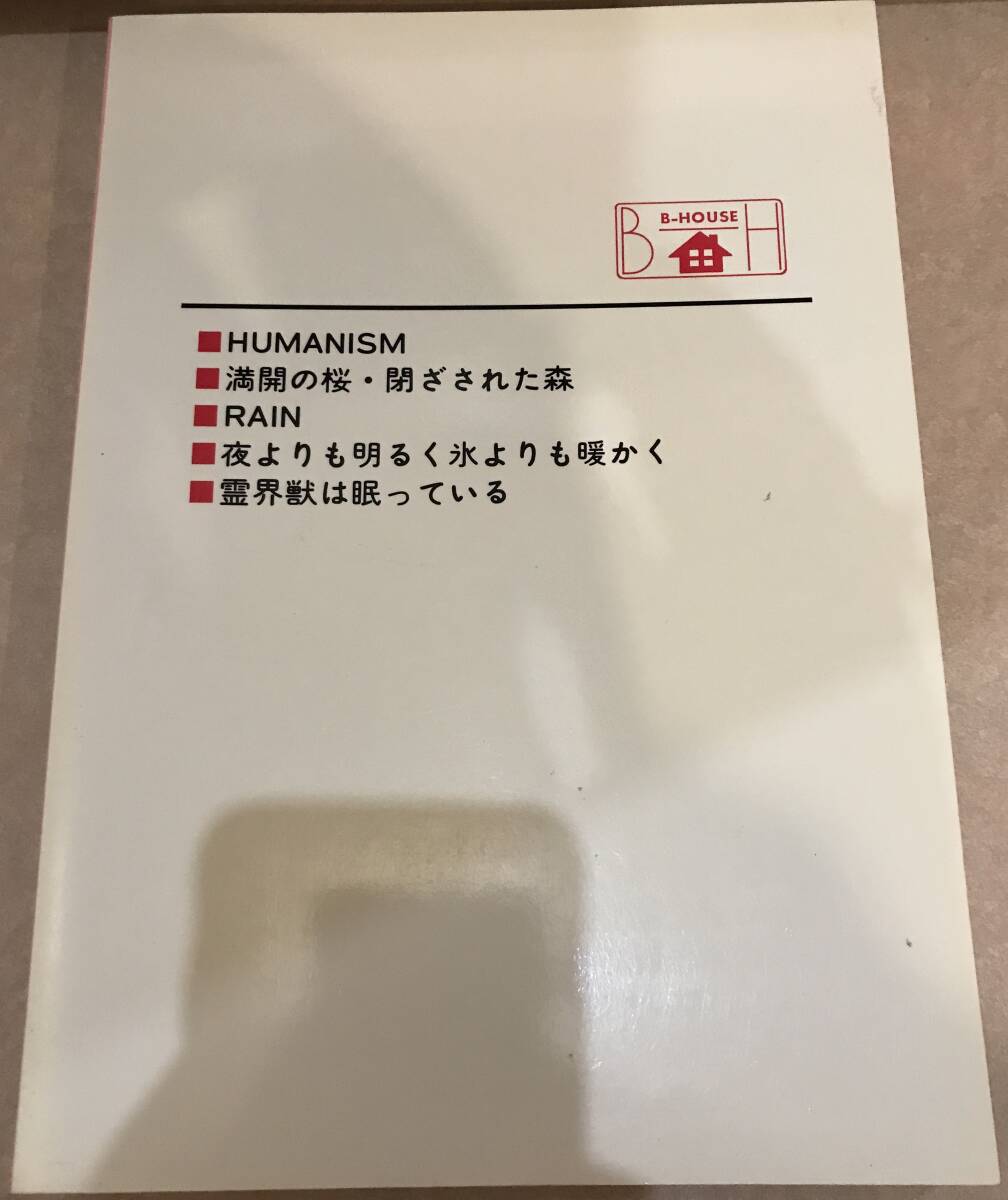 B B-HOUSE H
■HUMANISM
■満開の桜・閉ざされた森
■RAIN
■夜よりも明るく氷よりも暖かく
■霊界獣は眠っている